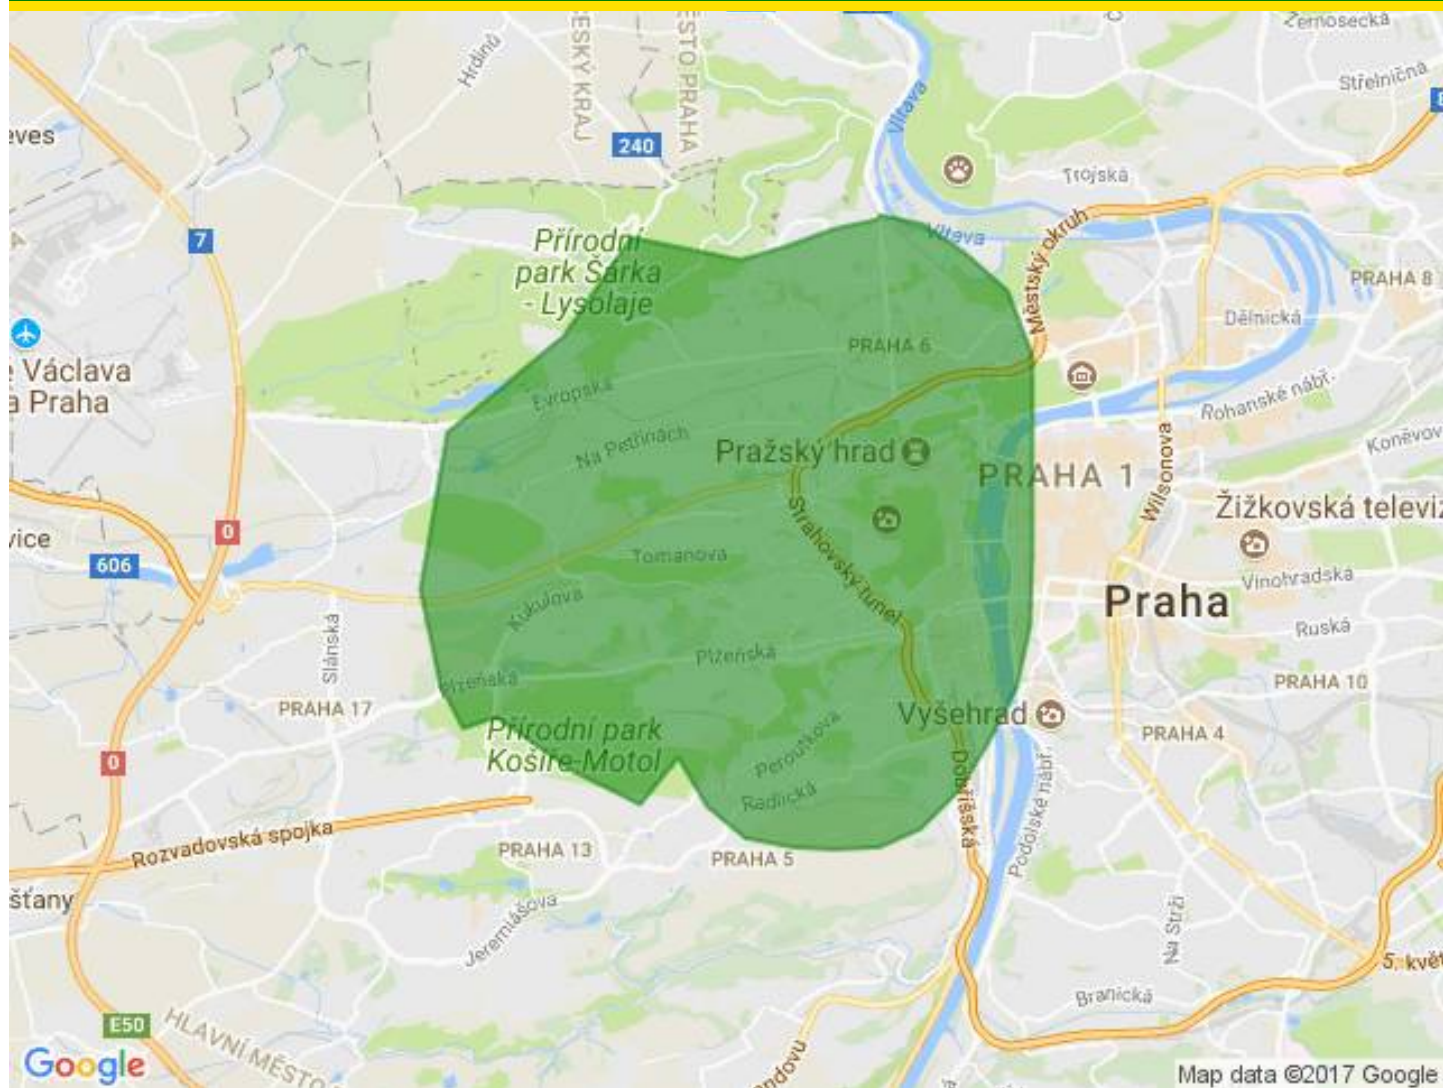 Žernosecká
Střelničná
ESKÝ KRAJ
ĚSTO PRAHA
Hrdinů
Vltava
eves
240
Trojská
7
Vltava
Městský okruh
PRAHA 8
Přírodní
park Šárka
- Lysolaje
Dělnická
PRAHA 6
e Václava
a Praha
Evropská
Rohanské nábř.
Na Petřinách
Koněvov
Pražský hrad
PRAHA 1
Wilsonova
Žižkovská televiz
0
vice
606
Strahovský tunel
Tomanova
Vinohradská
Kukulova
Praha
Ruská
Slánská
Plzeňská
Plzeňská
PRAHA 10
PRAHA 17
Vyšehrad
Přírodní park
Košíře-Motol
PRAHA 4
Peroutkova
0
Radlická
Dobříšská
Podolské nábř.
Rozvadovská spojka
PRAHA 13
PRAHA 5
šťany
Jeremiášova
Na Strži
5. květ
Branická
E50
HLAVNÍ MĚSTO
Google
ndovu
Map data ©2017 Google